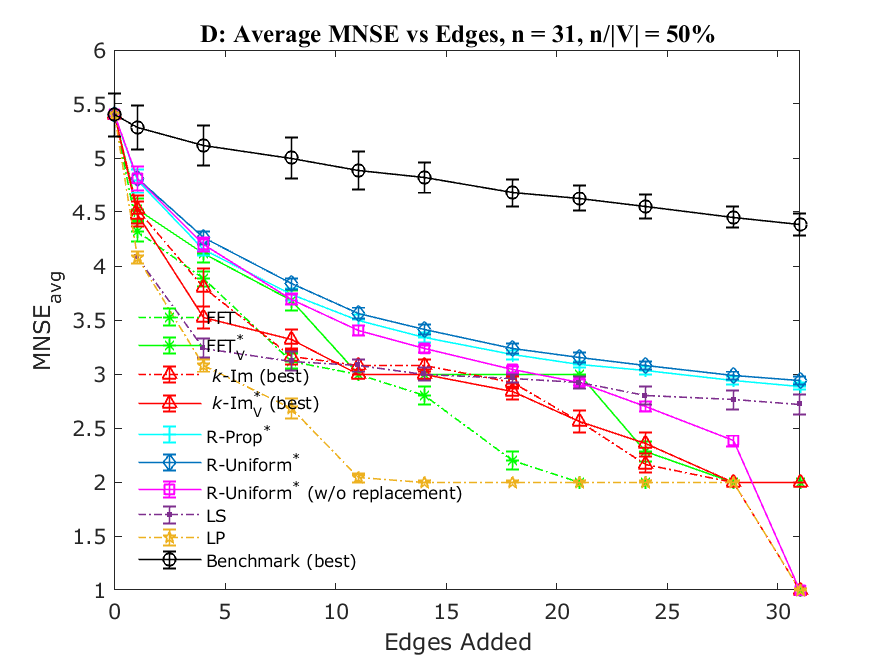 D: Average MNSE vs Edges, n = 31, n/|V| = 50%
6
5.5
5
4.5
4
3.5
3
2.5
2
1.5
1
MNSE_avg
FFT
FFT*_V
k-Im (best)
k-Im*_V (best)
R-Prop*
R-Uniform*
R-Uniform* (w/o replacement)
LS
LP
Benchmark (best)
0 5 10 15 20 25 30
Edges Added